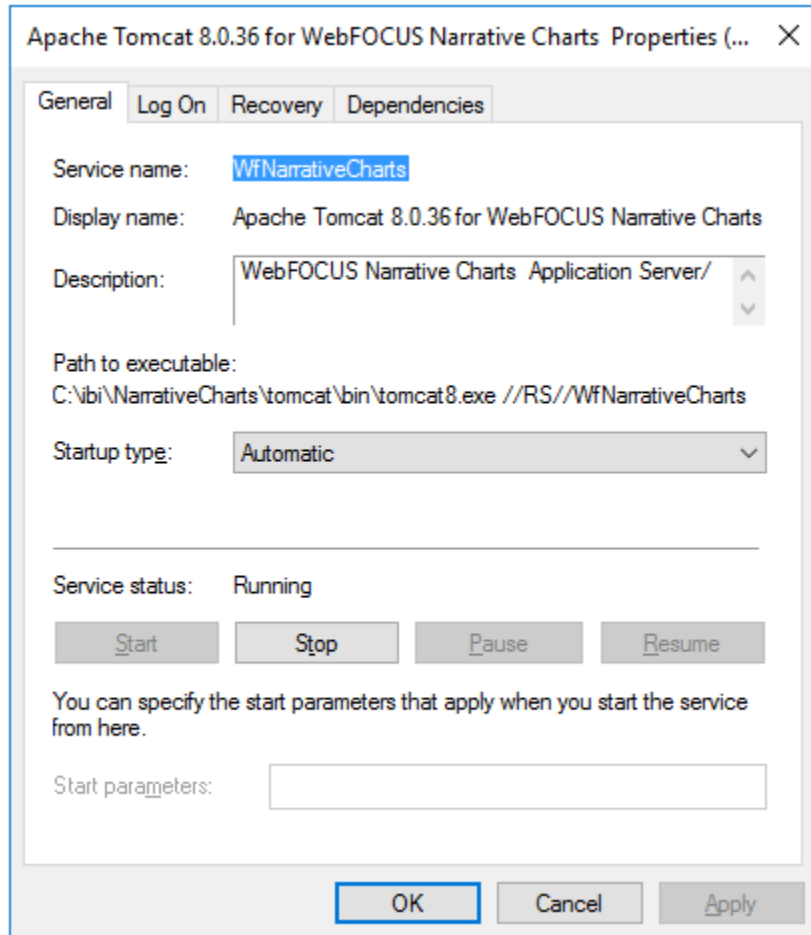 Apache Tomcat 8.0.36 for WebFOCUS Narrative Charts  Properties (...
General Log On Recovery Dependencies
Service name: WfNarrativeCharts
Display name: Apache Tomcat 8.0.36 for WebFOCUS Narrative Charts
Description: WebFOCUS Narrative Charts  Application Server/
Path to executable:
C:\ibi\NarrativeCharts\tomcat\bin\tomcat8.exe //RS//WfNarrativeCharts
Startup type: Automatic
Service status: Running
Start Stop Pause Resume
You can specify the start parameters that apply when you start the service
from here.
Start parameters:
OK Cancel Apply